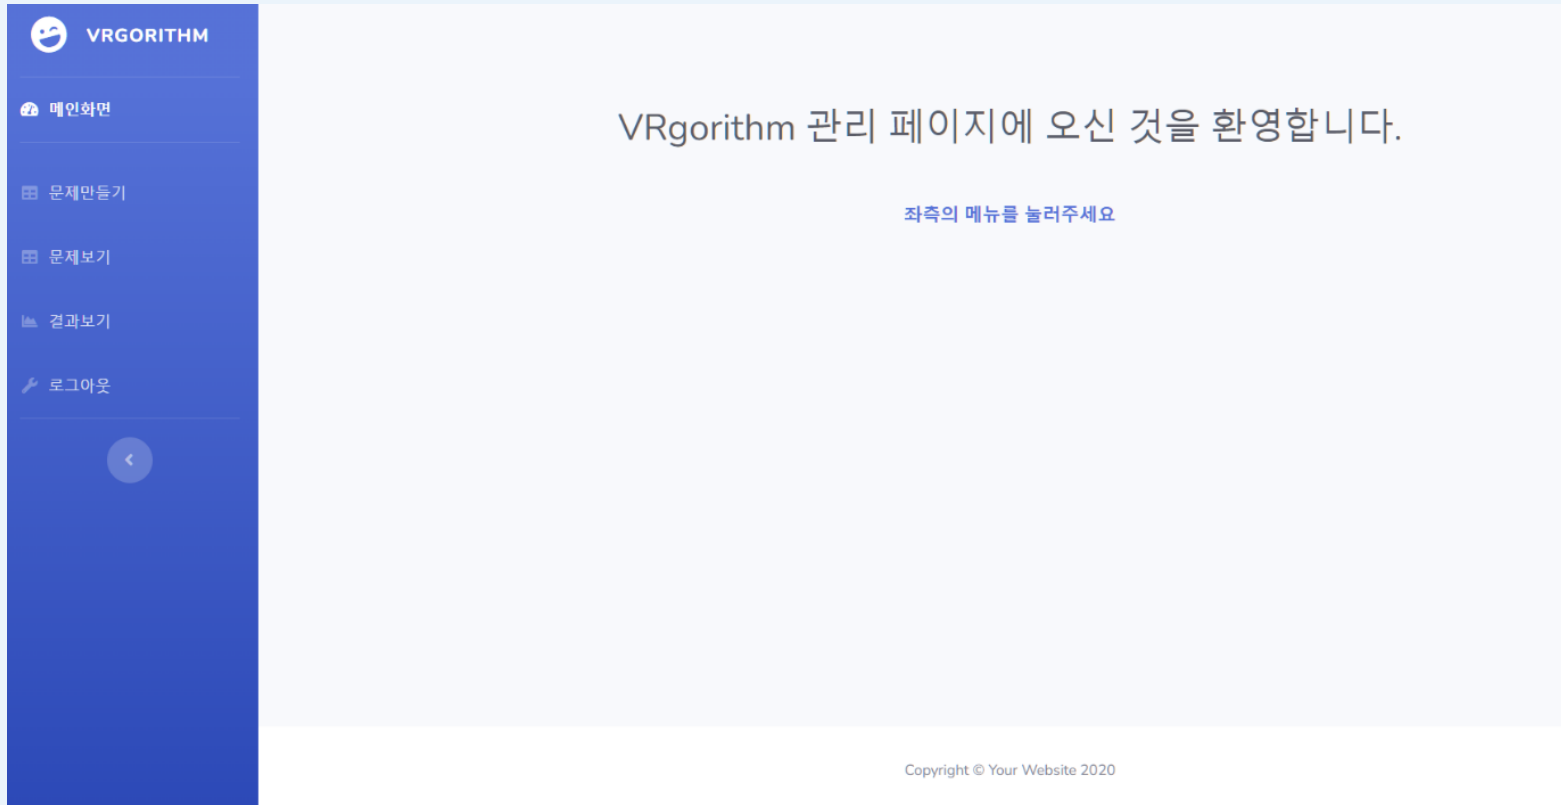 VRGORITHM
메인화면
문제만들기
문제보기
결과보기
로그아웃
VRgorithm 관리 페이지에 오신 것을 환영합니다.
좌측의 메뉴를 눌러주세요
Copyright © Your Website 2020